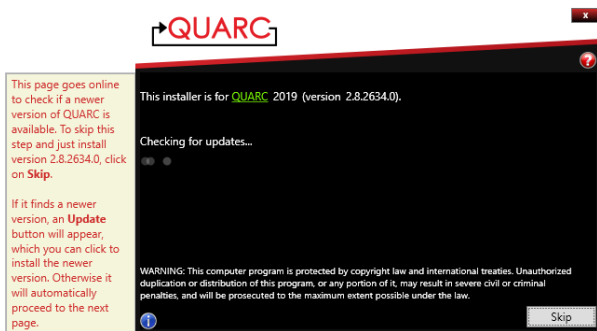 QUARC
x
?
This page goes online
to check if a newer
version of QUARC is
available. To skip this
step and just install
version 2.8.2634.0, click
on Skip.
If it finds a newer
version, an Update
button will appear,
which you can click to
install the newer
version. Otherwise it
will automatically
proceed to the next
page.
This installer is for QUARC 2019 (version 2.8.2634.0).
Checking for updates...
WARNING: This computer program is protected by copyright law and international treaties. Unauthorized
duplication or distribution of this program, or any portion of it, may result in severe civil or criminal
penalties, and will be prosecuted to the maximum extent possible under the law.
i
Skip